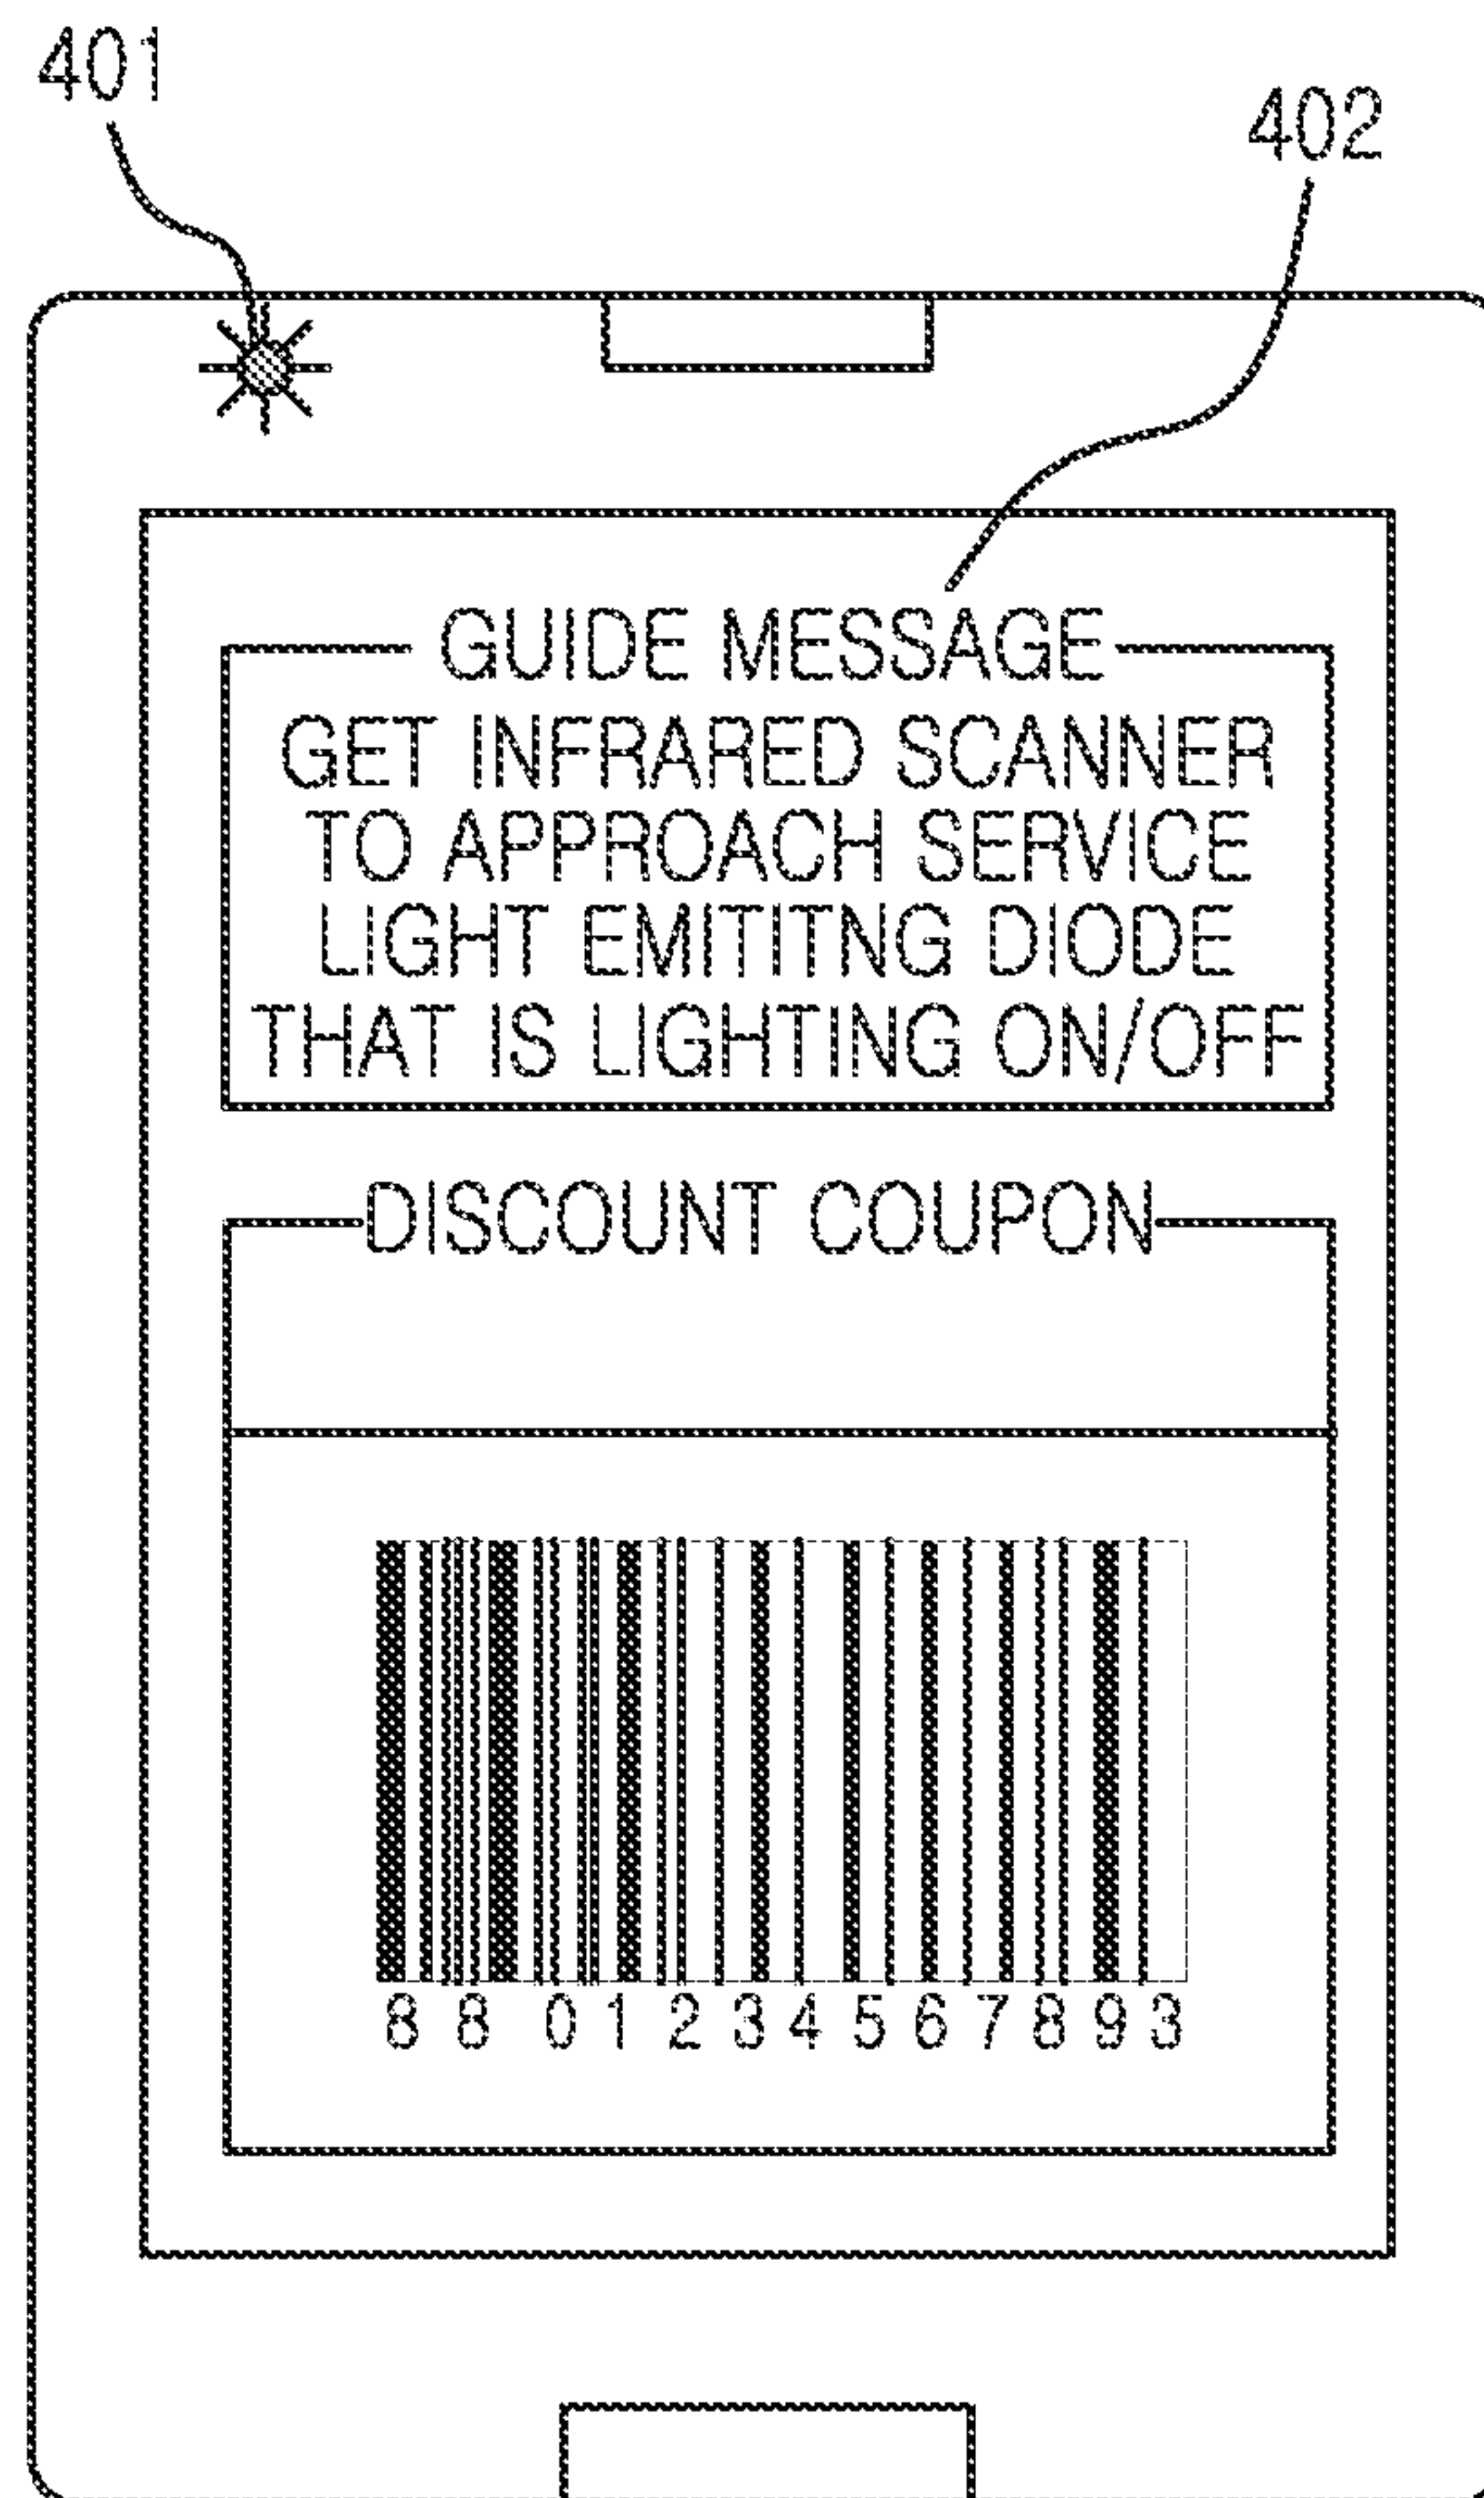 401
402
GUIDE MESSAGE
GET INFRARED SCANNER
TO APPROACH SERVICE
LIGHT EMITITNG DIODE
THAT IS LIGHTING ON/OFF
DISCOUNT COUPON
8 8 0 1 2 3 4 5 6 7 8 9 3